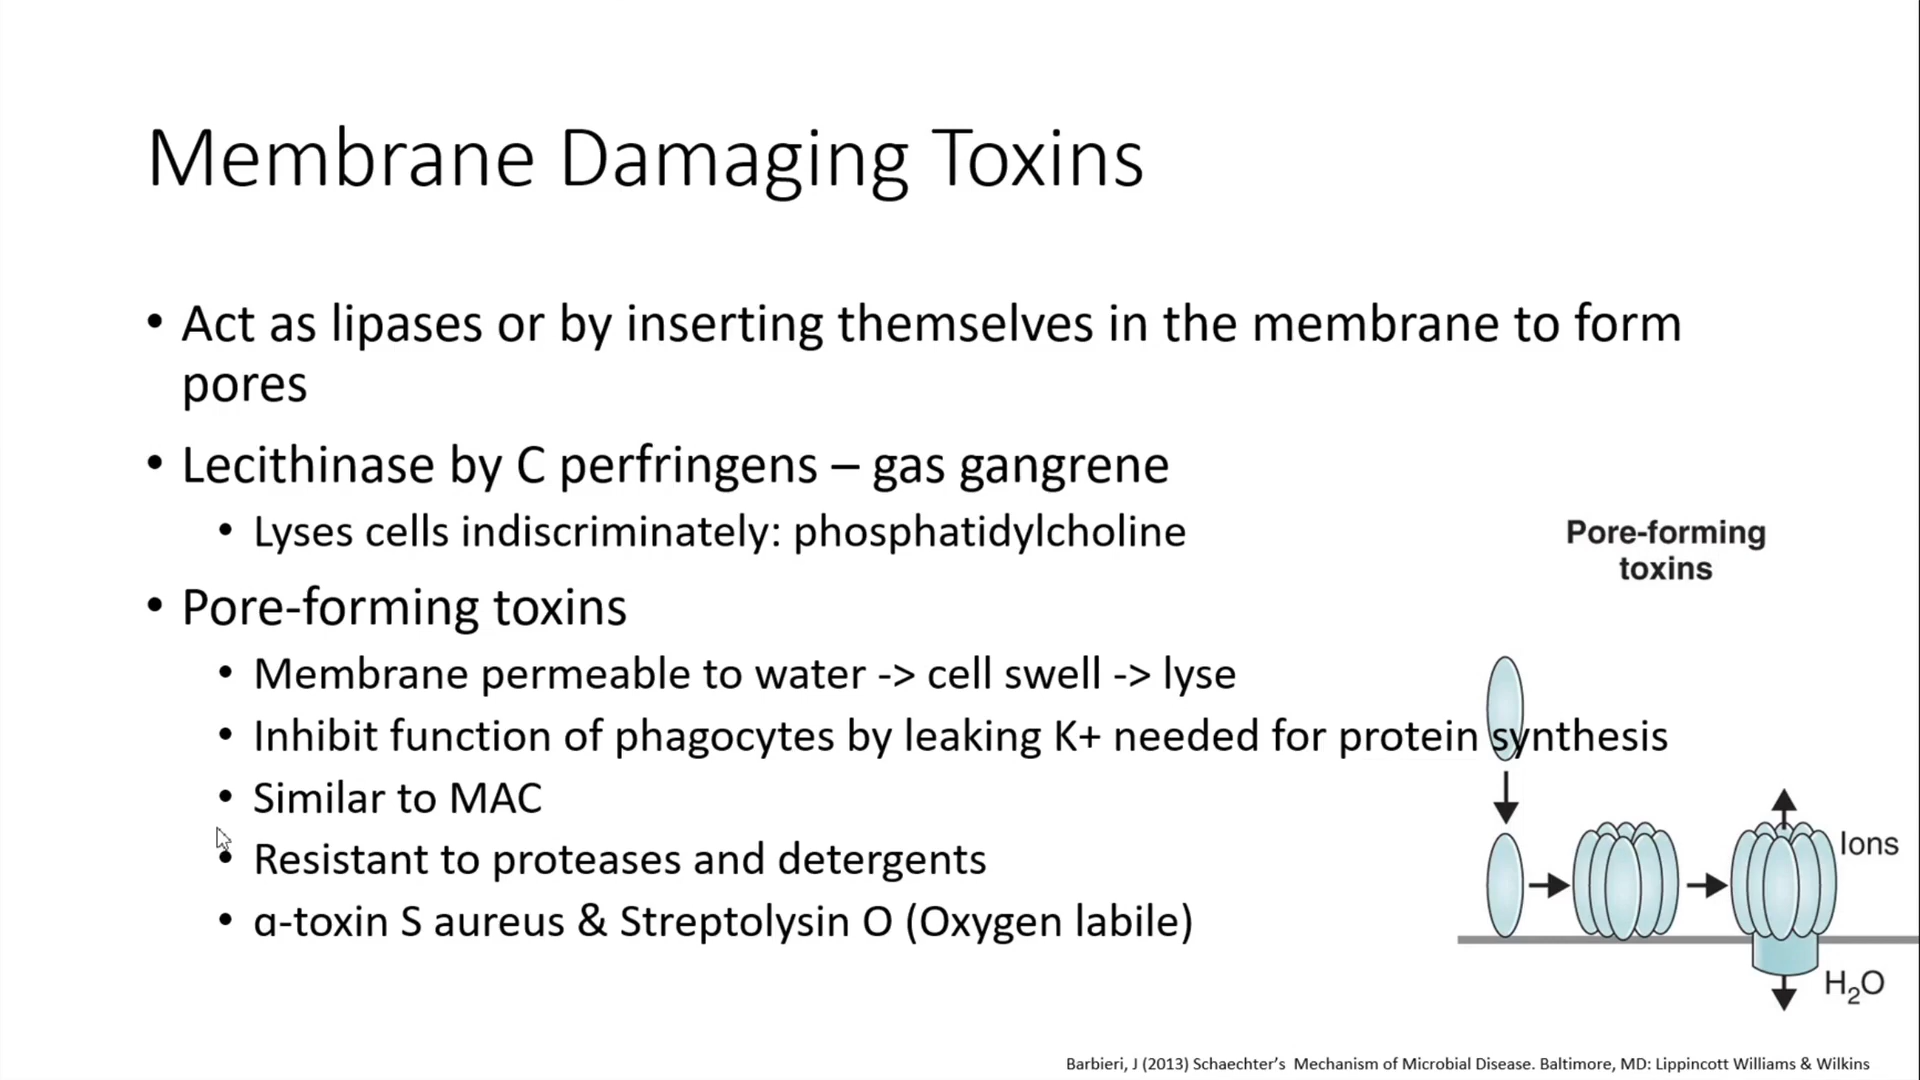 Membrane Damaging Toxins
• Act as lipases or by inserting themselves in the membrane to form
pores
• Lecithinase by C perfringens – gas gangrene
• Lyses cells indiscriminately: phosphatidylcholine
• Pore-forming toxins
• Membrane permeable to water -> cell swell -> lyse
• Inhibit function of phagocytes by leaking K+ needed for protein synthesis
• Similar to MAC
• Resistant to proteases and detergents
• α-toxin S aureus & Streptolysin O (Oxygen labile)
Pore-forming
toxins
Ions
H₂O
Barbieri, J (2013) Schaechter’s  Mechanism of Microbial Disease. Baltimore, MD: Lippincott Williams & Wilkins